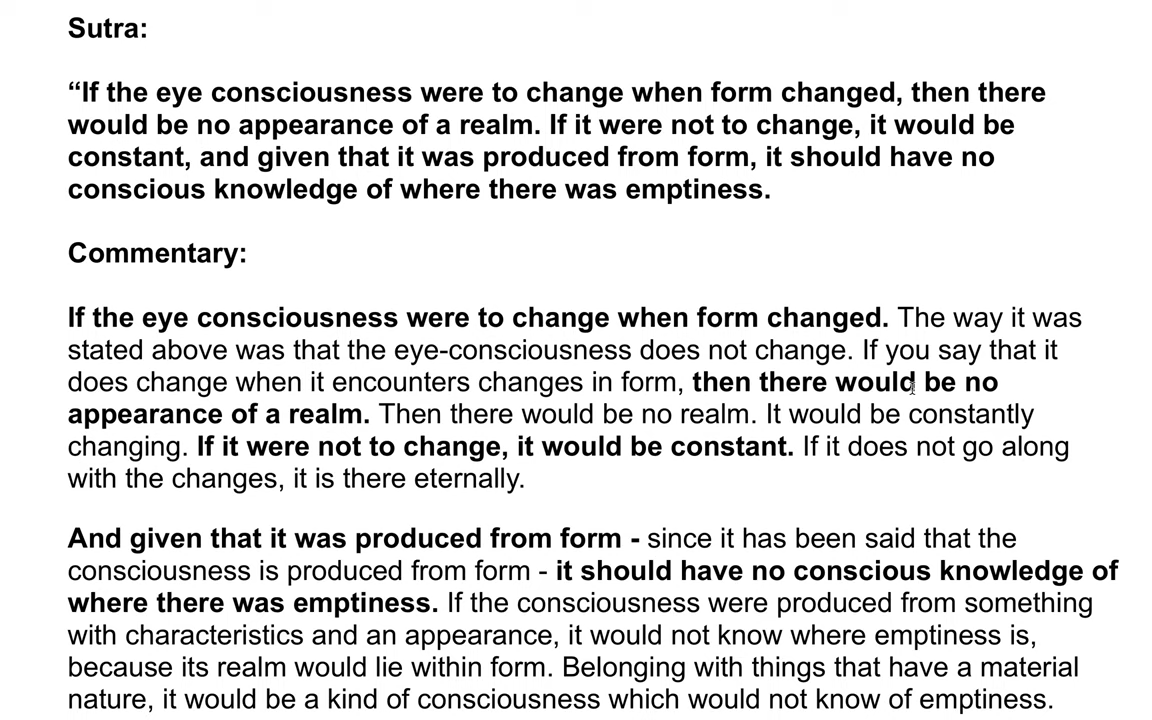 Sutra:
“If the eye consciousness were to change when form changed, then there
would be no appearance of a realm. If it were not to change, it would be
constant, and given that it was produced from form, it should have no
conscious knowledge of where there was emptiness.
Commentary:
If the eye consciousness were to change when form changed. The way it was
stated above was that the eye-consciousness does not change. If you say that it
does change when it encounters changes in form, then there would be no
appearance of a realm. Then there would be no realm. It would be constantly
changing. If it were not to change, it would be constant. If it does not go along
with the changes, it is there eternally.
And given that it was produced from form - since it has been said that the
consciousness is produced from form - it should have no conscious knowledge of
where there was emptiness. If the consciousness were produced from something
with characteristics and an appearance, it would not know where emptiness is,
because its realm would lie within form. Belonging with things that have a material
nature, it would be a kind of consciousness which would not know of emptiness.